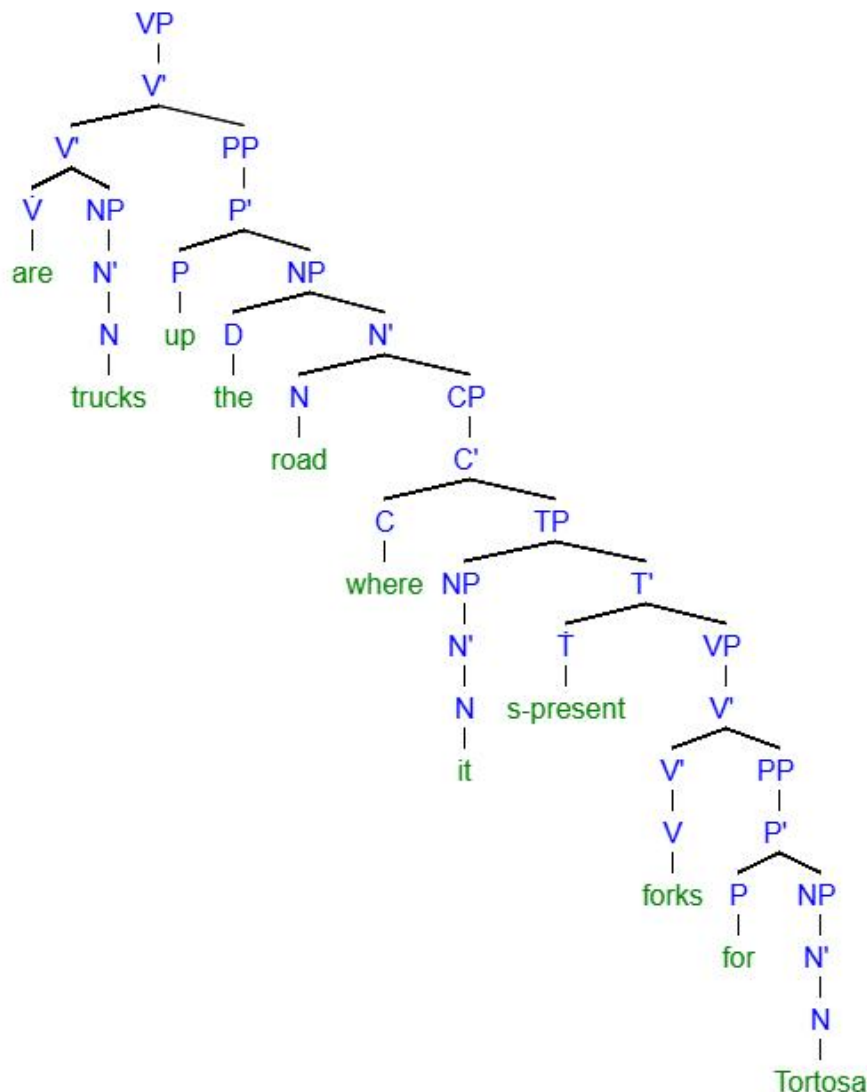 VP
V'
V' PP
V NP P'
are N' P NP
N up D N'
trucks the N CP
road C'
C TP
where NP T'
N' T VP
N s-present V'
it V' PP
V P'
forks P NP
for N'
N
Tortosa